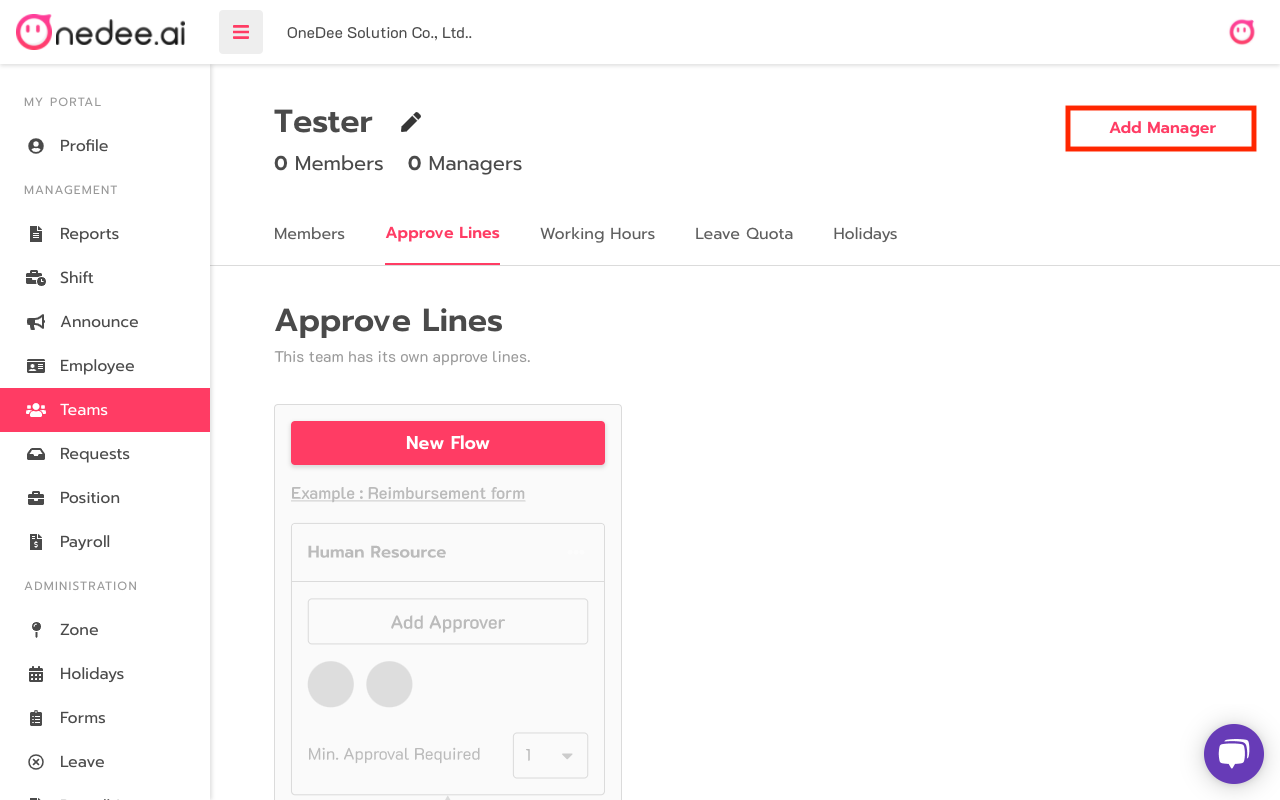 Onedee.ai
OneDee Solution Co., Ltd..
MY PORTAL
Profile
MANAGEMENT
Reports
Shift
Announce
Employee
Teams
Requests
Position
Payroll
ADMINISTRATION
Zone
Holidays
Forms
Leave
Tester
Add Manager
0 Members 0 Managers
Members Approve Lines Working Hours Leave Quota Holidays
Approve Lines
This team has its own approve lines.
New Flow
Example : Reimbursement form
Human Resource
Add Approver
Min. Approval Required 1